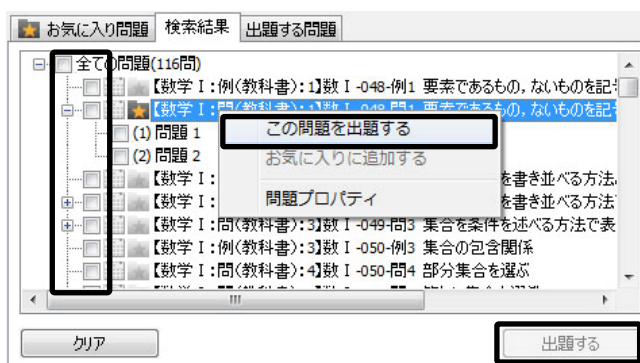 お気に入り問題 検索結果 出題する問題
全ての問題(116問)
【数学Ⅰ:例(教科書):1】数Ⅰ-048-例1 要素であるもの,ないものを記
【数学Ⅰ:問(教科書):1】数Ⅰ-048-問1 要素であるもの,ないものを記
(1) 問題 1
(2) 問題 2
この問題を出題する
お気に入りに追加する
問題プロパティ
【数学Ⅰ: を書き並べる方法
【数学Ⅰ: を書き並べる方法
【数学Ⅰ:問(教科書):3】数Ⅰ-049-問3 集合を条件を述べる方法で表
【数学Ⅰ:例(教科書):3】数Ⅰ-050-例3 集合の包含関係
【数学Ⅰ:問(教科書):4】数Ⅰ-050-問4 部分集合を選ぶ
クリア 出題する